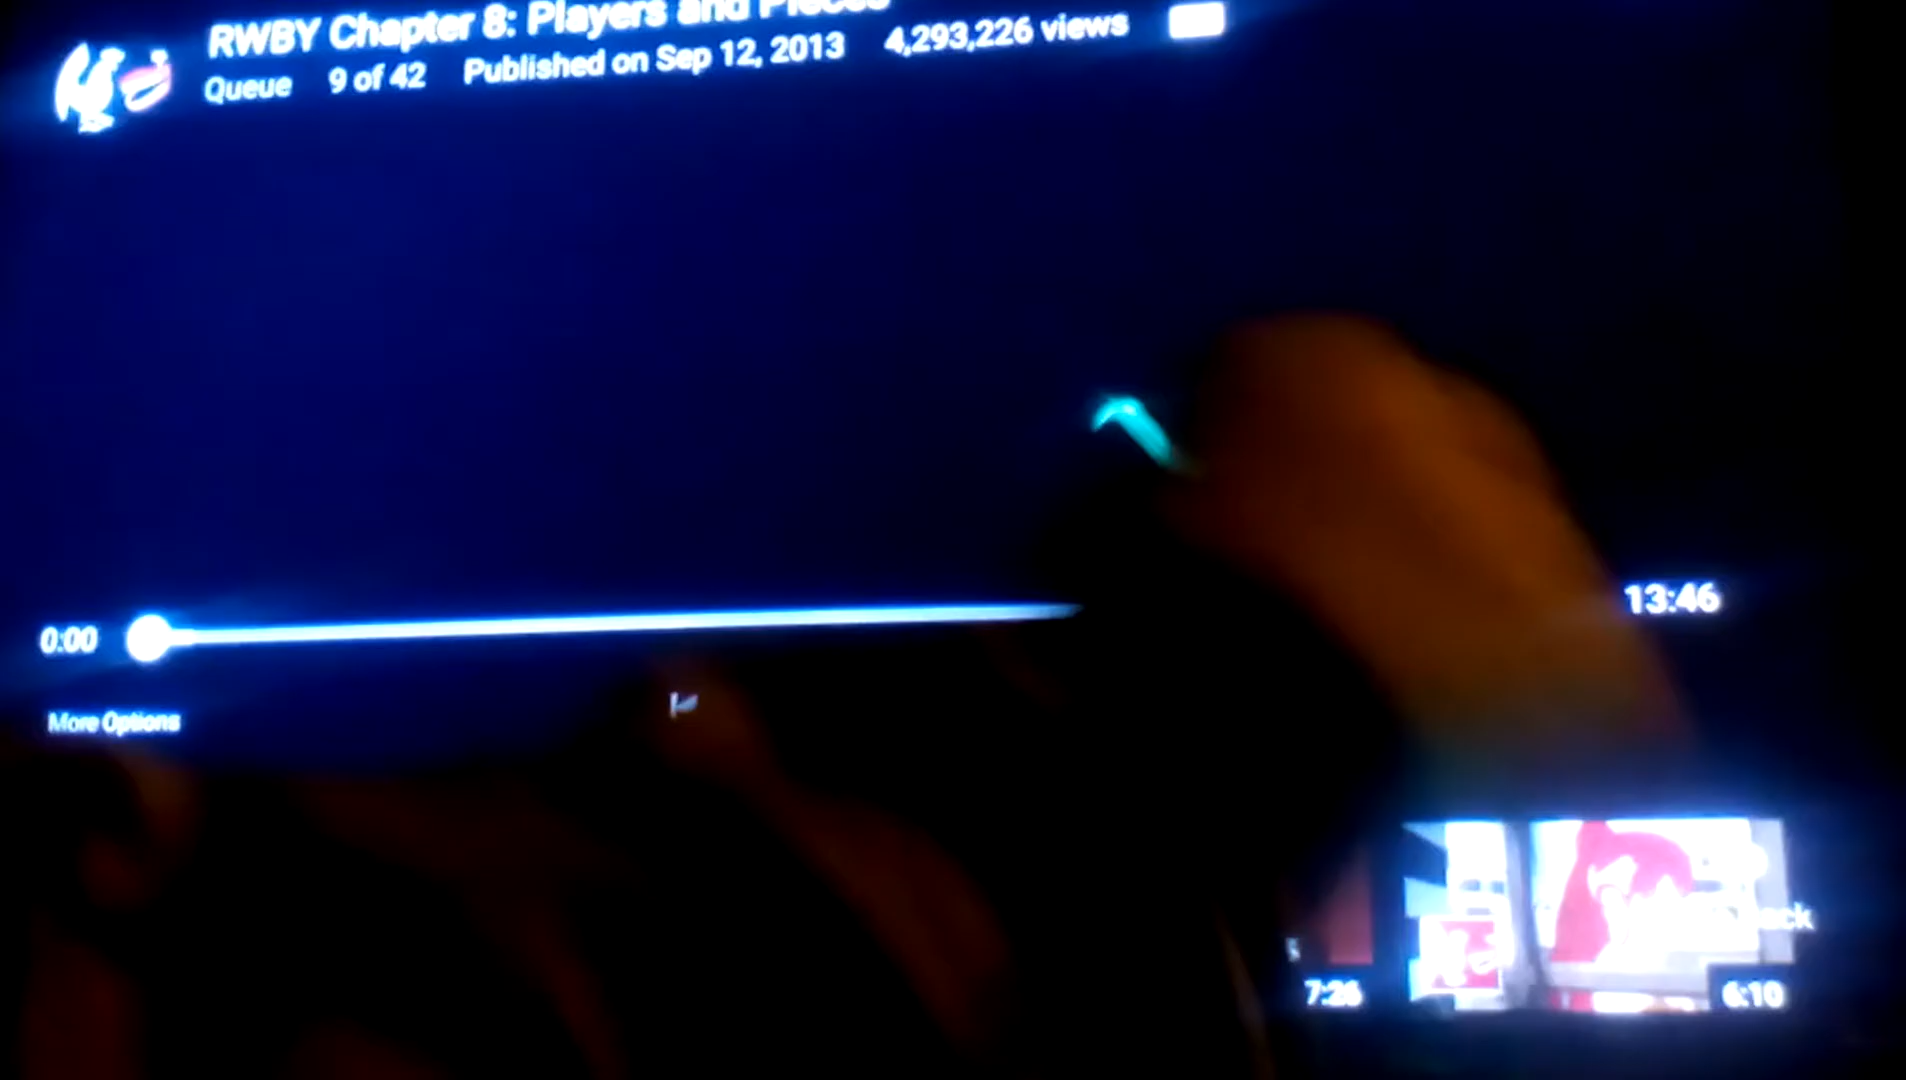 RWBY Chapter 8: Players and Pieces
Queue 9 of 42 Published on Sep 12, 2013 4,293,226 views
0:00
13:46
More Options
7:26
6:10